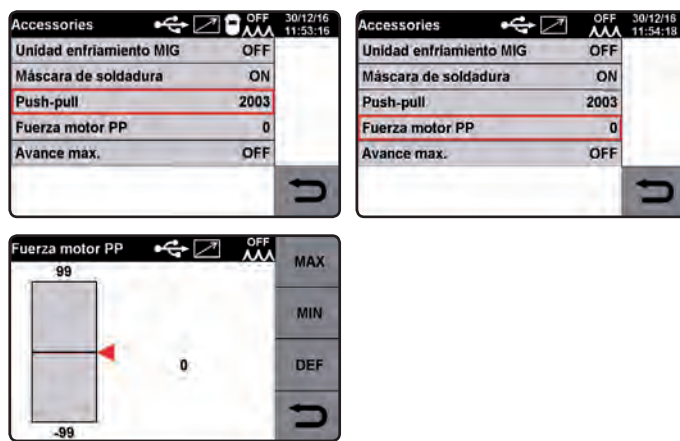 Accessories OFF 30/12/16
11:53:16
Unidad enfriamiento MIG OFF
Máscara de soldadura ON
Push-pull 2003
Fuerza motor PP 0
Avance max. OFF
Accessories OFF 30/12/16
11:54:18
Unidad enfriamiento MIG OFF
Máscara de soldadura ON
Push-pull 2003
Fuerza motor PP 0
Avance max. OFF
Fuerza motor PP OFF
MAX
99
MIN
0 DEF
-99